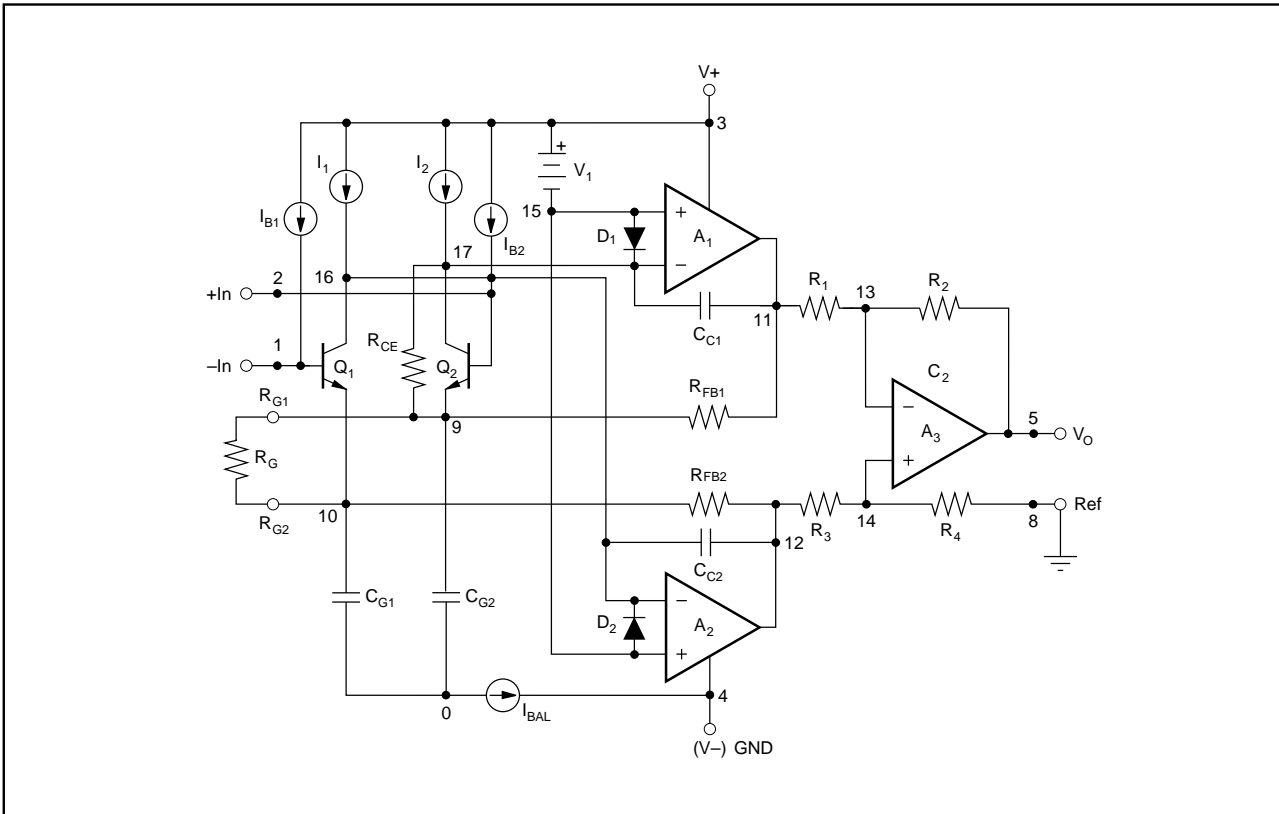 V+
3
I1
I2
+
V1
IB1
15
+
A1
D1
IB2
17
−
16
2
+In
R1
13
R2
11
CC1
1
RCE
−In
Q1
Q2
C2
RFB1
RG1
9
−
A3
5
VO
+
RG
RFB2
Ref
10
RG2
R3
14
R4
8
12
CC2
CG1
CG2
−
D2
A2
+
4
0
IBAL
(V–) GND